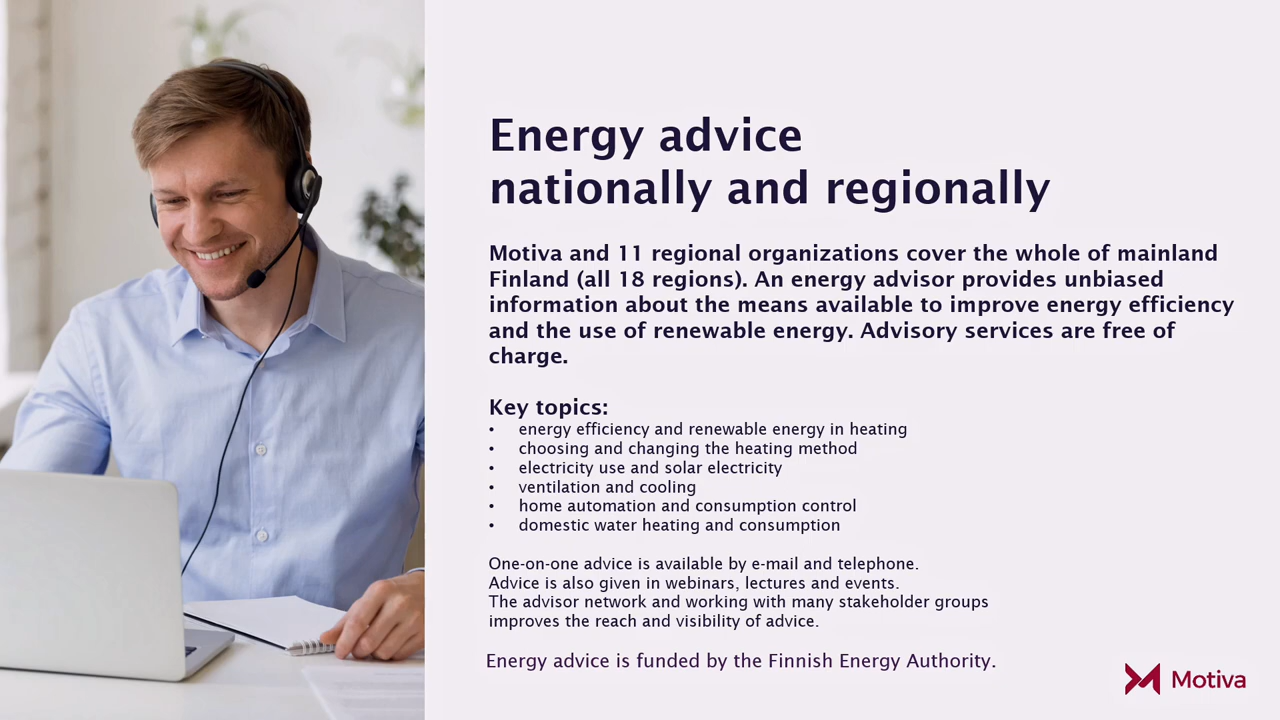 Energy advice
nationally and regionally
Motiva and 11 regional organizations cover the whole of mainland
Finland (all 18 regions). An energy advisor provides unbiased
information about the means available to improve energy efficiency
and the use of renewable energy. Advisory services are free of
charge.
Key topics:
• energy efficiency and renewable energy in heating
• choosing and changing the heating method
• electricity use and solar electricity
• ventilation and cooling
• home automation and consumption control
• domestic water heating and consumption
One-on-one advice is available by e-mail and telephone.
Advice is also given in webinars, lectures and events.
The advisor network and working with many stakeholder groups
improves the reach and visibility of advice.
Energy advice is funded by the Finnish Energy Authority.
Motiva